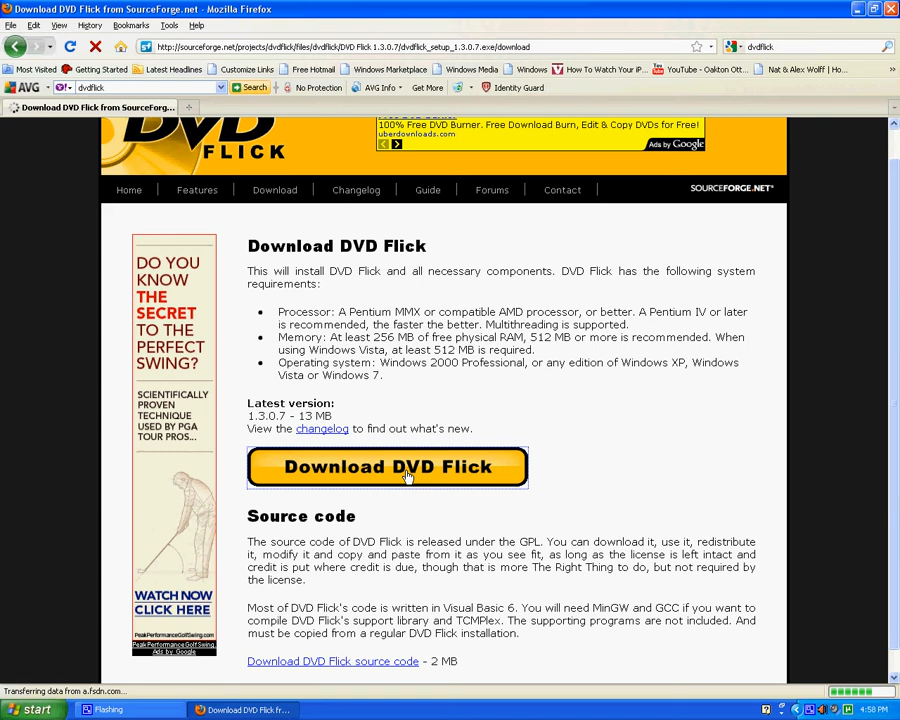 Download DVD Flick from SourceForge.net - Mozilla Firefox
File Edit View History Bookmarks Tools Help
http://sourceforge.net/projects/dvdflick/files/dvdflick/DVD Flick 1.3.0.7/dvdflick_setup_1.3.0.7.exe/download
dvdflick
Most Visited Getting Started Latest Headlines Customize Links Free Hotmail Windows Marketplace Windows Media Windows How To Watch Your iP... YouTube - Oakton Ott... Nat & Alex Wolff | Ho...
AVG dvdflick Search No Protection AVG Info Get More Identity Guard
Download DVD Flick from SourceForg...
DVD
FLICK
100% Free DVD Burner. Free Download Burn, Edit & Copy DVDs for Free!
uberdownloads.com
Ads by Google
Home Features Download Changelog Guide Forums Contact SOURCEFORGE.NET®
DO YOU
KNOW
THE
SECRET
TO THE
PERFECT
SWING?
SCIENTIFICALLY
PROVEN
TECHNIQUE
USED BY PGA
TOUR PROS...
WATCH NOW
CLICK HERE
PeakPerformanceGolfSwing.com
PeakPerformanceGolfSwing.
Ads by Google
Download DVD Flick
This will install DVD Flick and all necessary components. DVD Flick has the following system
requirements:
• Processor: A Pentium MMX or compatible AMD processor, or better. A Pentium IV or later
is recommended, the faster the better. Multithreading is supported.
• Memory: At least 256 MB of free physical RAM, 512 MB or more is recommended. When
using Windows Vista, at least 512 MB is required.
• Operating system: Windows 2000 Professional, or any edition of Windows XP, Windows
Vista or Windows 7.
Latest version:
1.3.0.7 - 13 MB
View the changelog to find out what's new.
Download DVD Flick
Source code
The source code of DVD Flick is released under the GPL. You can download it, use it, redistribute
it, modify it and copy and paste from it as you see fit, as long as the license is left intact and
credit is put where credit is due, though that is more The Right Thing to do, but not required by
the license.
Most of DVD Flick's code is written in Visual Basic 6. You will need MinGW and GCC if you want to
compile DVD Flick's support library and TCMPlex. The supporting programs are not included. And
must be copied from a regular DVD Flick installation.
Download DVD Flick source code - 2 MB
Transferring data from a.fsdn.com...
start Flashing Download DVD Flick fr... 4:58 PM